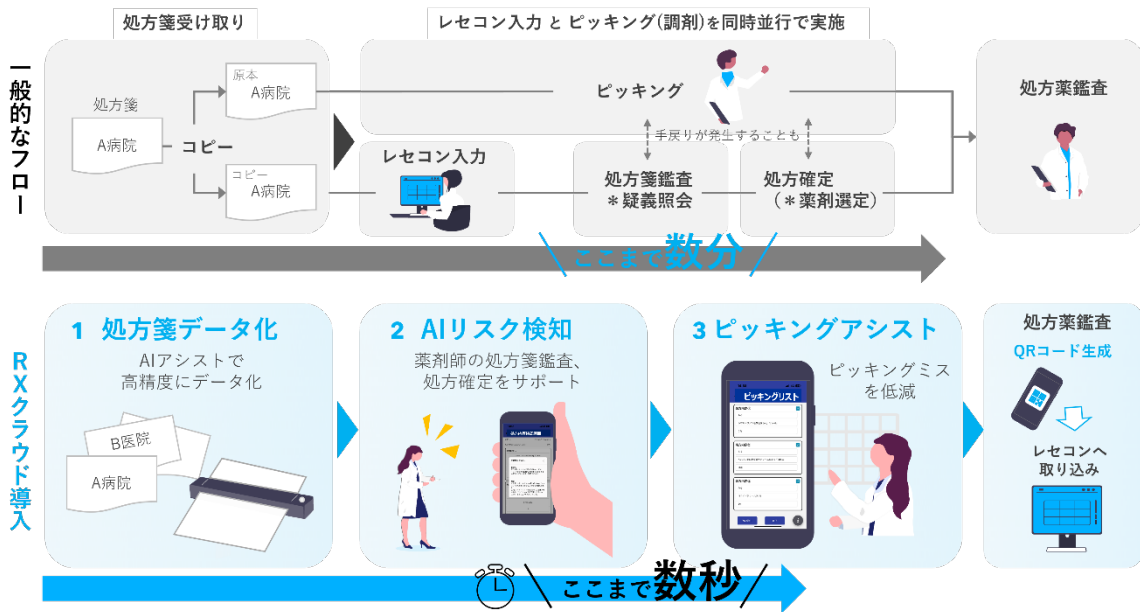 処方箋受け取り
レセコン入力 と ピッキング(調剤)を同時並行で実施
一般的なフロー
処方箋
A病院
コピー
原本
A病院
コピー
A病院
ピッキング
手戻りが発生することも
レセコン入力
処方箋鑑査
＊疑義照会
処方確定
（＊薬剤選定）
処方薬鑑査
ここまで数分
RXクラウド導入
1 処方箋データ化
AIアシストで
高精度にデータ化
B医院
A病院
2 AIリスク検知
薬剤師の処方箋鑑査、
処方確定をサポート
3 ピッキングアシスト
ピッキングリスト
ピッキングミス
を低減
処方薬鑑査
QRコード生成
レセコンへ
取り込み
ここまで数秒